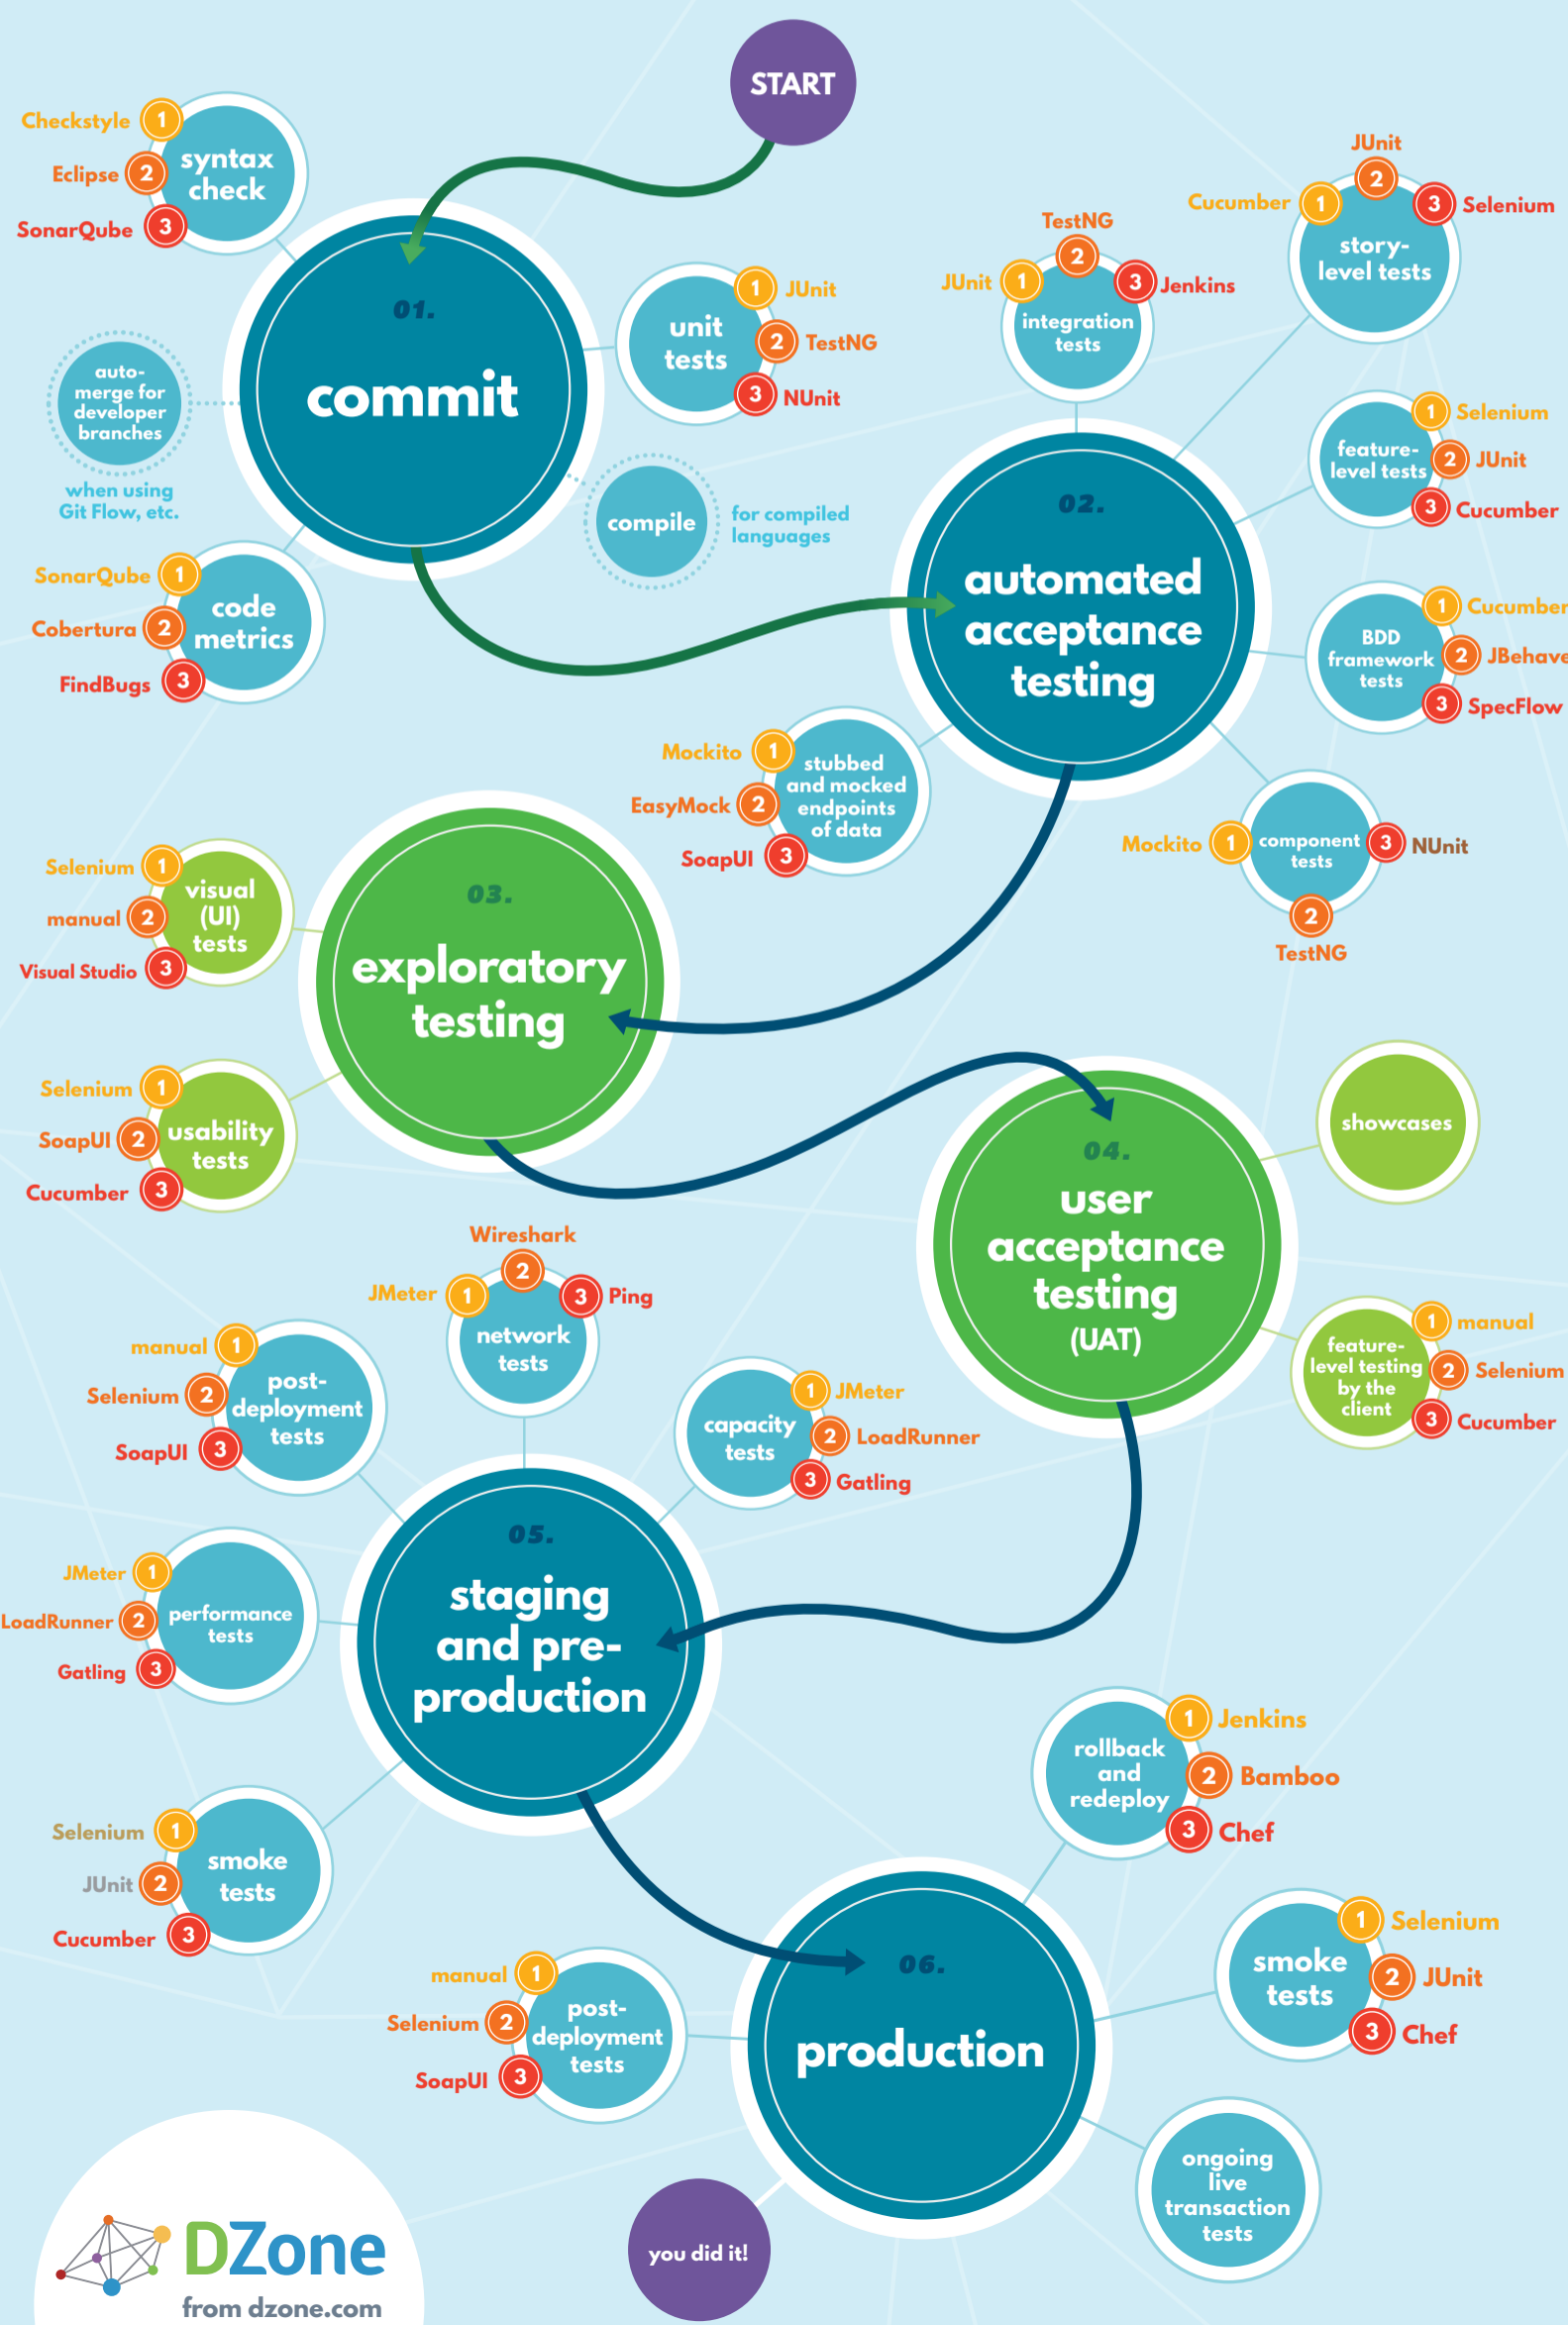 START
01.
commit
1
Checkstyle
2
Eclipse
3
SonarQube
syntax
check
1
JUnit
2
TestNG
3
NUnit
unit
tests
auto-
merge for
developer
branches
when using
Git Flow, etc.
compile
for compiled
languages
SonarQube
1
Cobertura
2
FindBugs
3
code
metrics
02.
automated
acceptance
testing
JUnit
1
TestNG
2
3
Jenkins
integration
tests
Cucumber
1
JUnit
2
3
Selenium
story-
level tests
feature-
level tests
1
Selenium
2
JUnit
3
Cucumber
BDD
framework
tests
1
Cucumber
2
JBehave
3
SpecFlow
Mockito
1
component
tests
3
NUnit
2
TestNG
Mockito
1
EasyMock
2
SoapUI
3
stubbed
and mocked
endpoints
of data
03.
exploratory
testing
Selenium
1
manual
2
Visual Studio
3
visual
(UI)
tests
Selenium
1
SoapUI
2
Cucumber
3
usability
tests
04.
user
acceptance
testing
(UAT)
showcases
feature-
level testing
by the
client
1
manual
2
Selenium
3
Cucumber
05.
staging
and pre-
production
Wireshark
2
JMeter
1
3
Ping
network
tests
manual
1
Selenium
2
SoapUI
3
post-
deployment
tests
capacity
tests
1
JMeter
2
LoadRunner
3
Gatling
JMeter
1
LoadRunner
2
Gatling
3
performance
tests
Selenium
1
JUnit
2
Cucumber
3
smoke
tests
06.
production
rollback
and
redeploy
1
Jenkins
2
Bamboo
3
Chef
smoke
tests
1
Selenium
2
JUnit
3
Chef
manual
1
Selenium
2
SoapUI
3
post-
deployment
tests
ongoing
live
transaction
tests
you did it!
DZone
from dzone.com